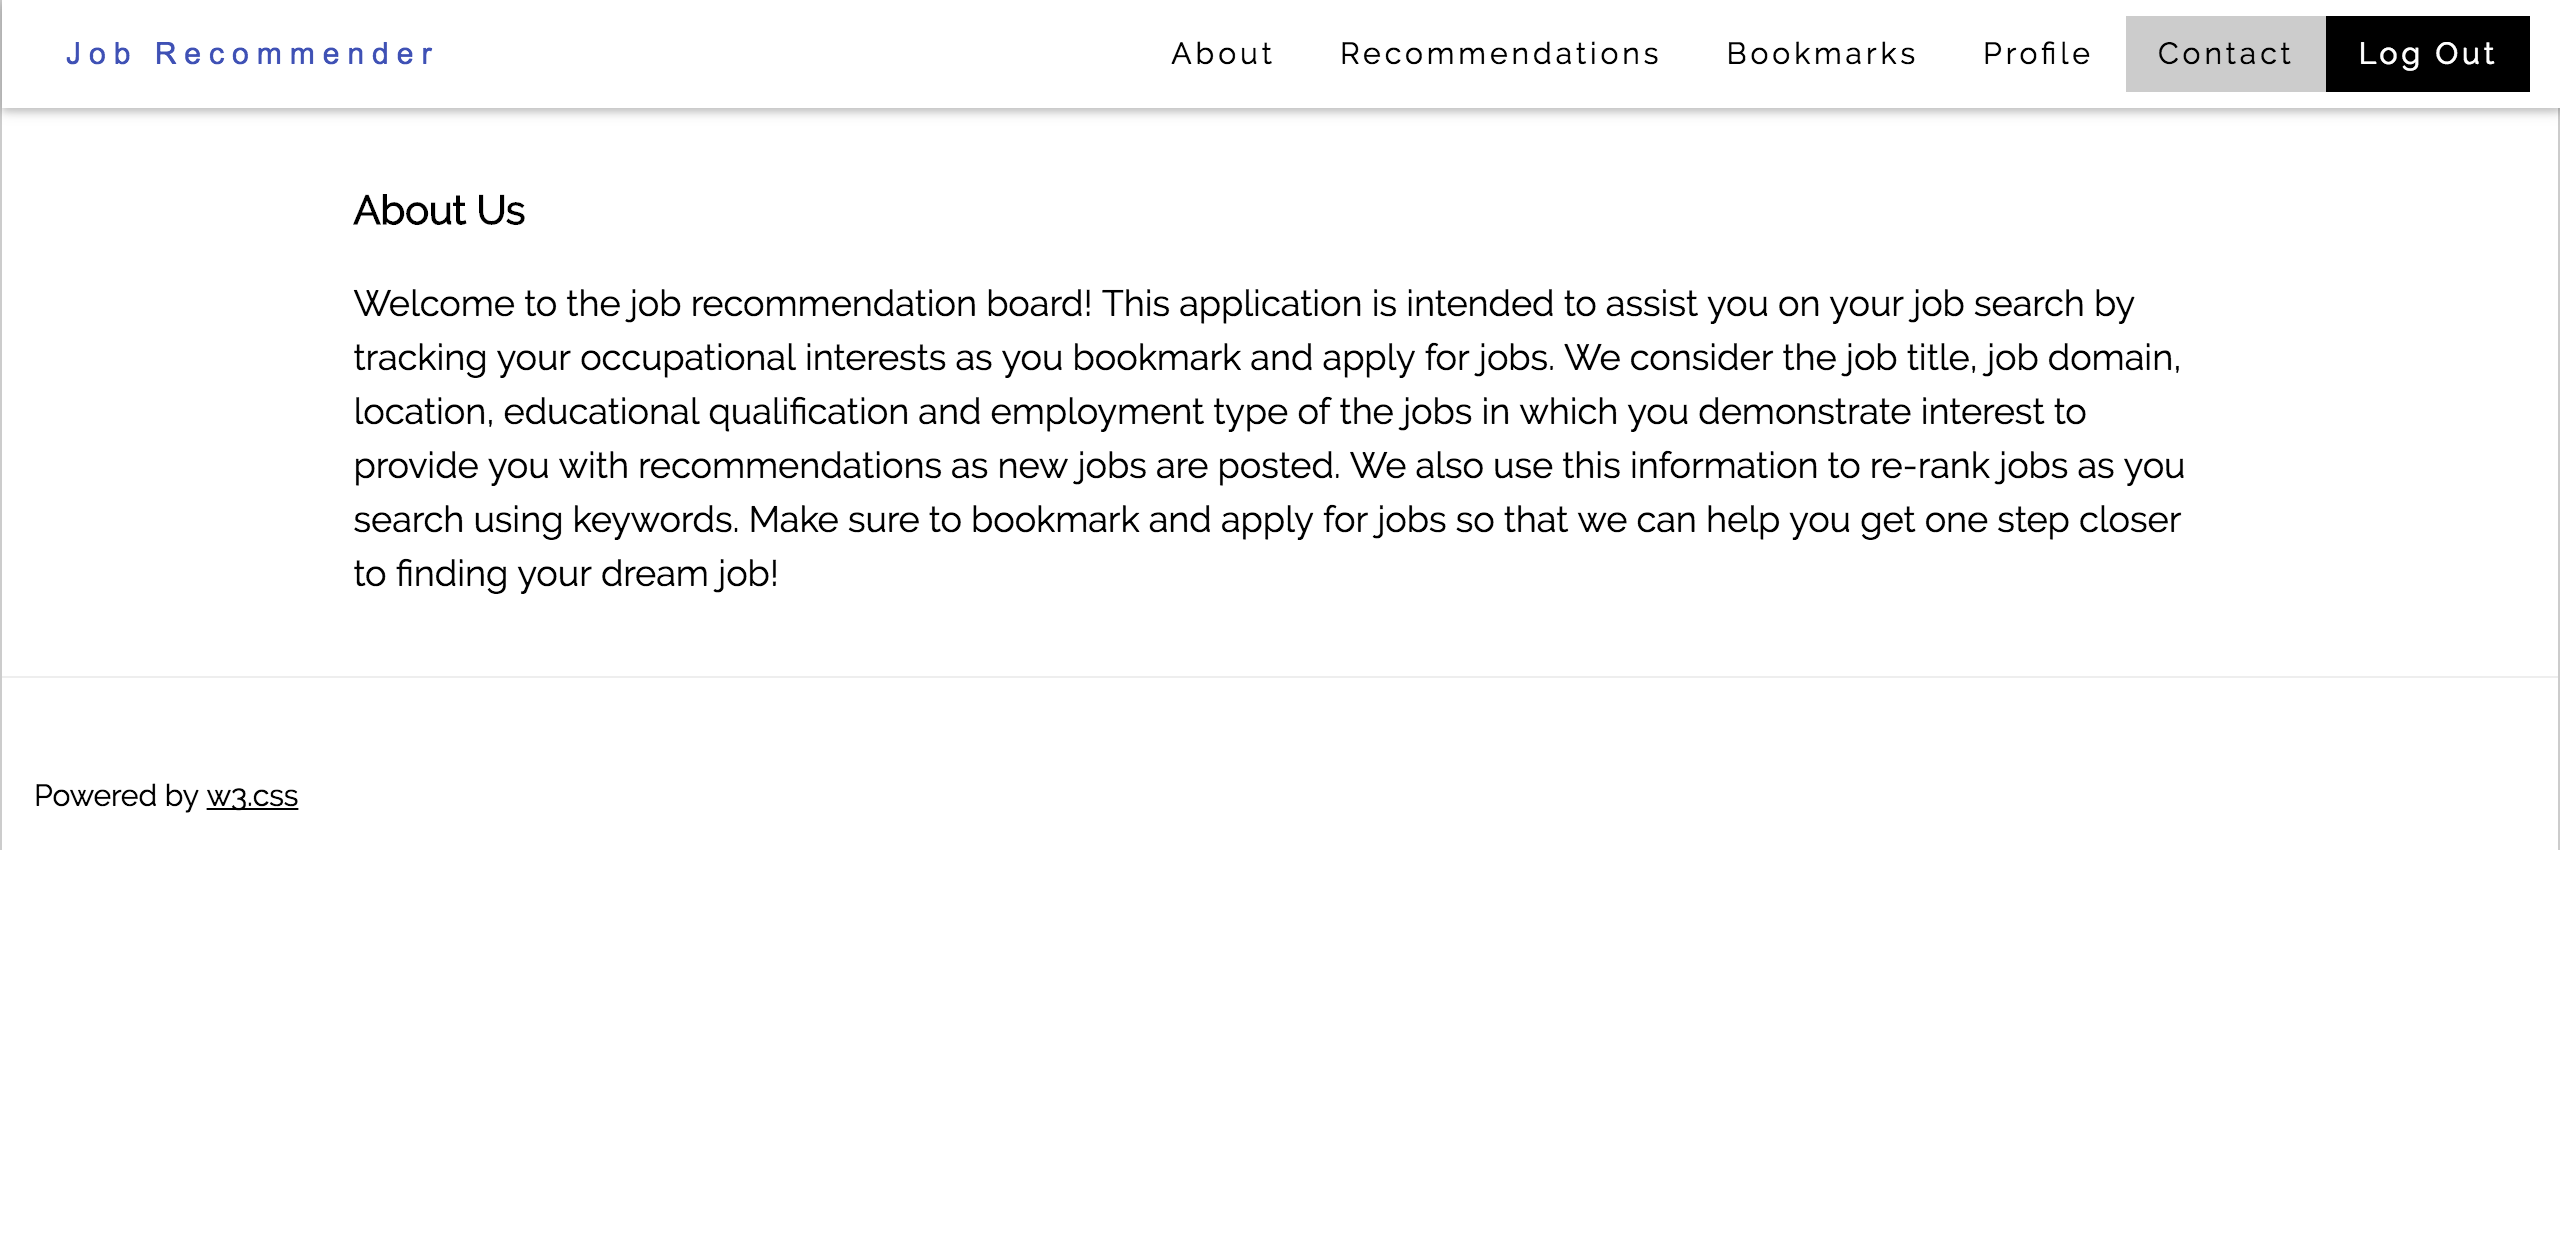 Job Recommender About Recommendations Bookmarks Profile Contact Log Out
About Us
Welcome to the job recommendation board! This application is intended to assist you on your job search by
tracking your occupational interests as you bookmark and apply for jobs. We consider the job title, job domain,
location, educational qualification and employment type of the jobs in which you demonstrate interest to
provide you with recommendations as new jobs are posted. We also use this information to re-rank jobs as you
search using keywords. Make sure to bookmark and apply for jobs so that we can help you get one step closer
to finding your dream job!
Powered by w3.css